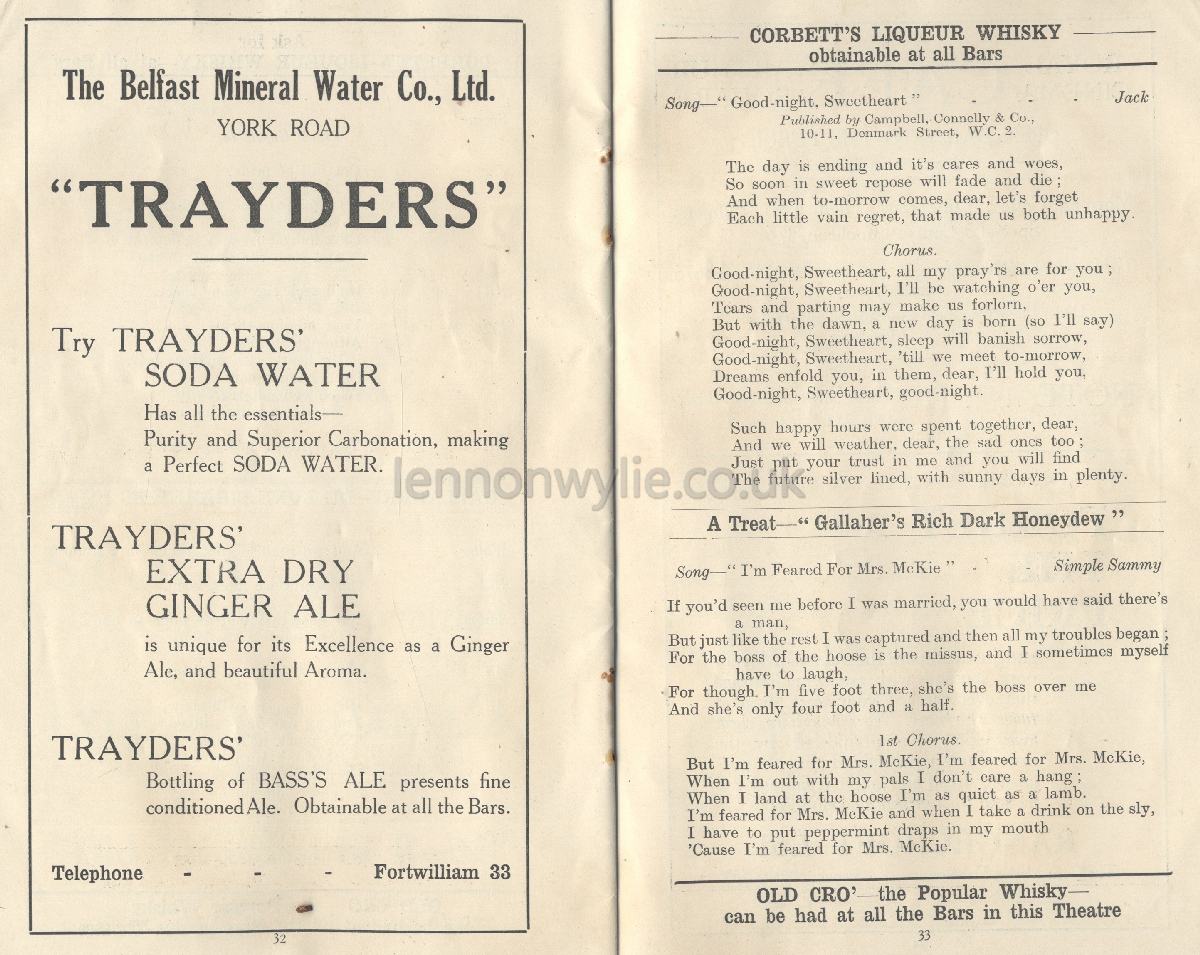 The Belfast Mineral Water Co., Ltd.
YORK ROAD
"TRAYDERS"
Try TRAYDERS'
SODA WATER
Has all the essentials—
Purity and Superior Carbonation, making
a Perfect SODA WATER.
TRAYDERS'
EXTRA DRY
GINGER ALE
is unique for its Excellence as a Ginger
Ale, and beautiful Aroma.
TRAYDERS'
Bottling of BASS'S ALE presents fine
conditioned Ale. Obtainable at all the Bars.
Telephone - - - Fortwilliam 33
32
CORBETT'S LIQUEUR WHISKY
obtainable at all Bars
Song—" Good-night, Sweetheart " - - - Jack
Published by Campbell, Connelly & Co.,
10-11, Denmark Street, W.C. 2.
The day is ending and it's cares and woes,
So soon in sweet repose will fade and die ;
And when to-morrow comes, dear, let's forget
Each little vain regret, that made us both unhappy.
Chorus.
Good-night, Sweetheart, all my pray'rs are for you ;
Good-night, Sweetheart, I'll be watching o'er you,
Tears and parting may make us forlorn,
But with the dawn, a new day is born (so I'll say)
Good-night, Sweetheart, sleep will banish sorrow,
Good-night, Sweetheart, 'till we meet to-morrow,
Dreams enfold you, in them, dear, I'll hold you,
Good-night, Sweetheart, good-night.
Such happy hours were spent together, dear,
And we will weather, dear, the sad ones too ;
Just put your trust in me and you will find
The future silver lined, with sunny days in plenty.
lennonwylie.co.uk
A Treat—" Gallaher's Rich Dark Honeydew "
Song—" I'm Feared For Mrs. McKie " - - Simple Sammy
If you'd seen me before I was married, you would have said there's
a man,
But just like the rest I was captured and then all my troubles began ;
For the boss of the hoose is the missus, and I sometimes myself
have to laugh,
For though I'm five foot three, she's the boss over me
And she's only four foot and a half.
1st Chorus.
But I'm feared for Mrs. McKie, I'm feared for Mrs. McKie,
When I'm out with my pals I don't care a hang ;
When I land at the hoose I'm as quiet as a lamb.
I'm feared for Mrs. McKie and when I take a drink on the sly,
I have to put peppermint draps in my mouth
'Cause I'm feared for Mrs. McKie.
OLD CRO'—the Popular Whisky—
can be had at all the Bars in this Theatre
33